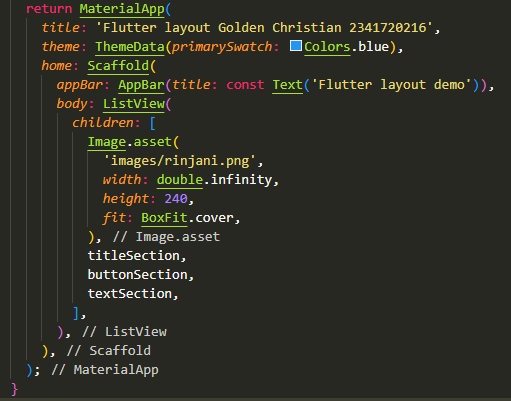 return MaterialApp(
title: 'Flutter layout Golden Christian 2341720216',
theme: ThemeData(primarySwatch: Colors.blue),
home: Scaffold(
appBar: AppBar(title: const Text('Flutter layout demo')),
body: ListView(
children: [
Image.asset(
'images/rinjani.png',
width: double.infinity,
height: 240,
fit: BoxFit.cover,
), // Image.asset
titleSection,
buttonSection,
textSection,
],
), // ListView
), // Scaffold
); // MaterialApp
}